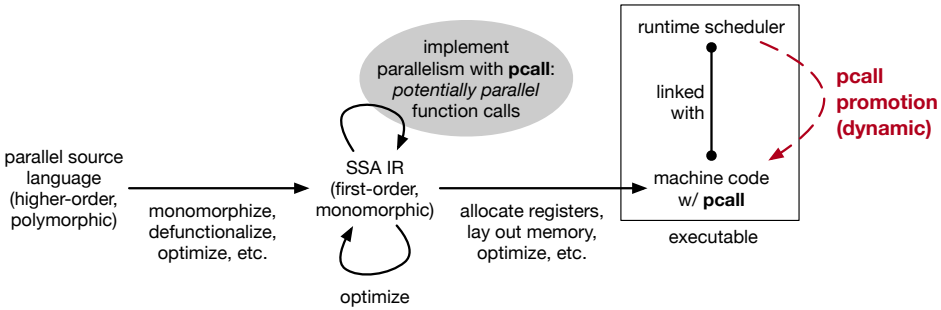 implement
parallelism with pcall:
potentially parallel
function calls
parallel source
language
(higher-order,
polymorphic)
monomorphize,
defunctionalize,
optimize, etc.
SSA IR
(first-order,
monomorphic)
optimize
allocate registers,
lay out memory,
optimize, etc.
runtime scheduler
linked
with
machine code
w/ pcall
executable
pcall
promotion
(dynamic)